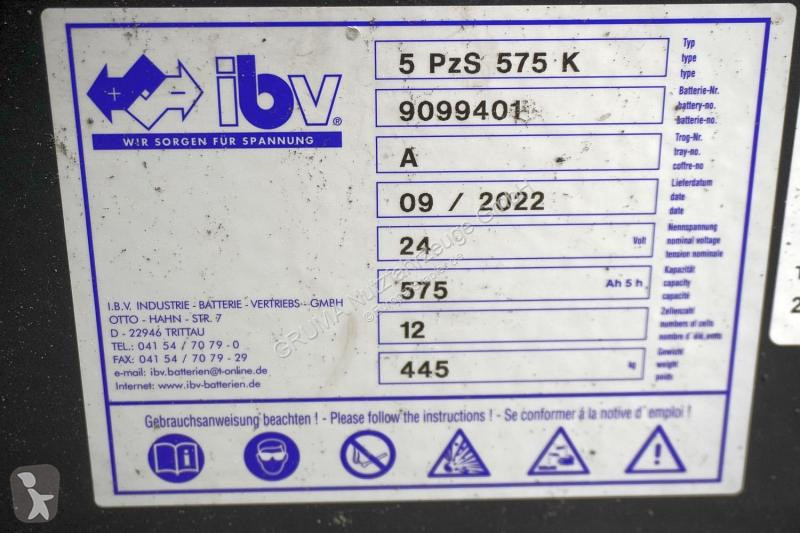 ibv®
WIR SORGEN FÜR SPANNUNG
5 PzS 575 K
Typ
type
type
9099401
Batterie-Nr.
battery-no.
batterie-no.
A
Trog-Nr.
tray-no.
coffre-no
09 / 2022
Lieferdatum
date
date
24 Volt
Nennspannung
nominal voltage
tension nominale
575 Ah 5 h
Kapazität
capacity
capacité
12
Zellenzahl
numbers of cells
445 kg
Gewicht
weight
poids
I.B.V. INDUSTRIE - BATTERIE - VERTRIEBS - GMBH
OTTO - HAHN - STR. 7
D - 22946 TRITTAU
TEL.: 041 54 / 70 79 - 0
FAX: 041 54 / 70 79 - 29
e-mail: ibv.batterien@t-online.de
Internet: www.ibv-batterien.de
Gebrauchsanweisung beachten ! - Please follow the instructions ! - Se conformer á la notive d´emploi !
GRUMA Nutzfahrzeuge GmbH